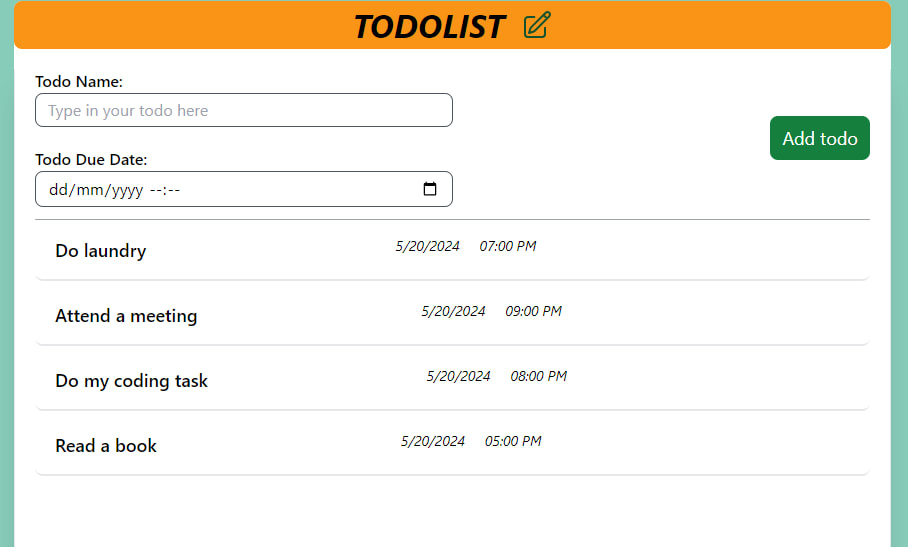 TODOLIST
Todo Name:
Type in your todo here
Add todo
Todo Due Date:
dd/mm/yyyy --:--
Do laundry 5/20/2024 07:00 PM
Attend a meeting 5/20/2024 09:00 PM
Do my coding task 5/20/2024 08:00 PM
Read a book 5/20/2024 05:00 PM